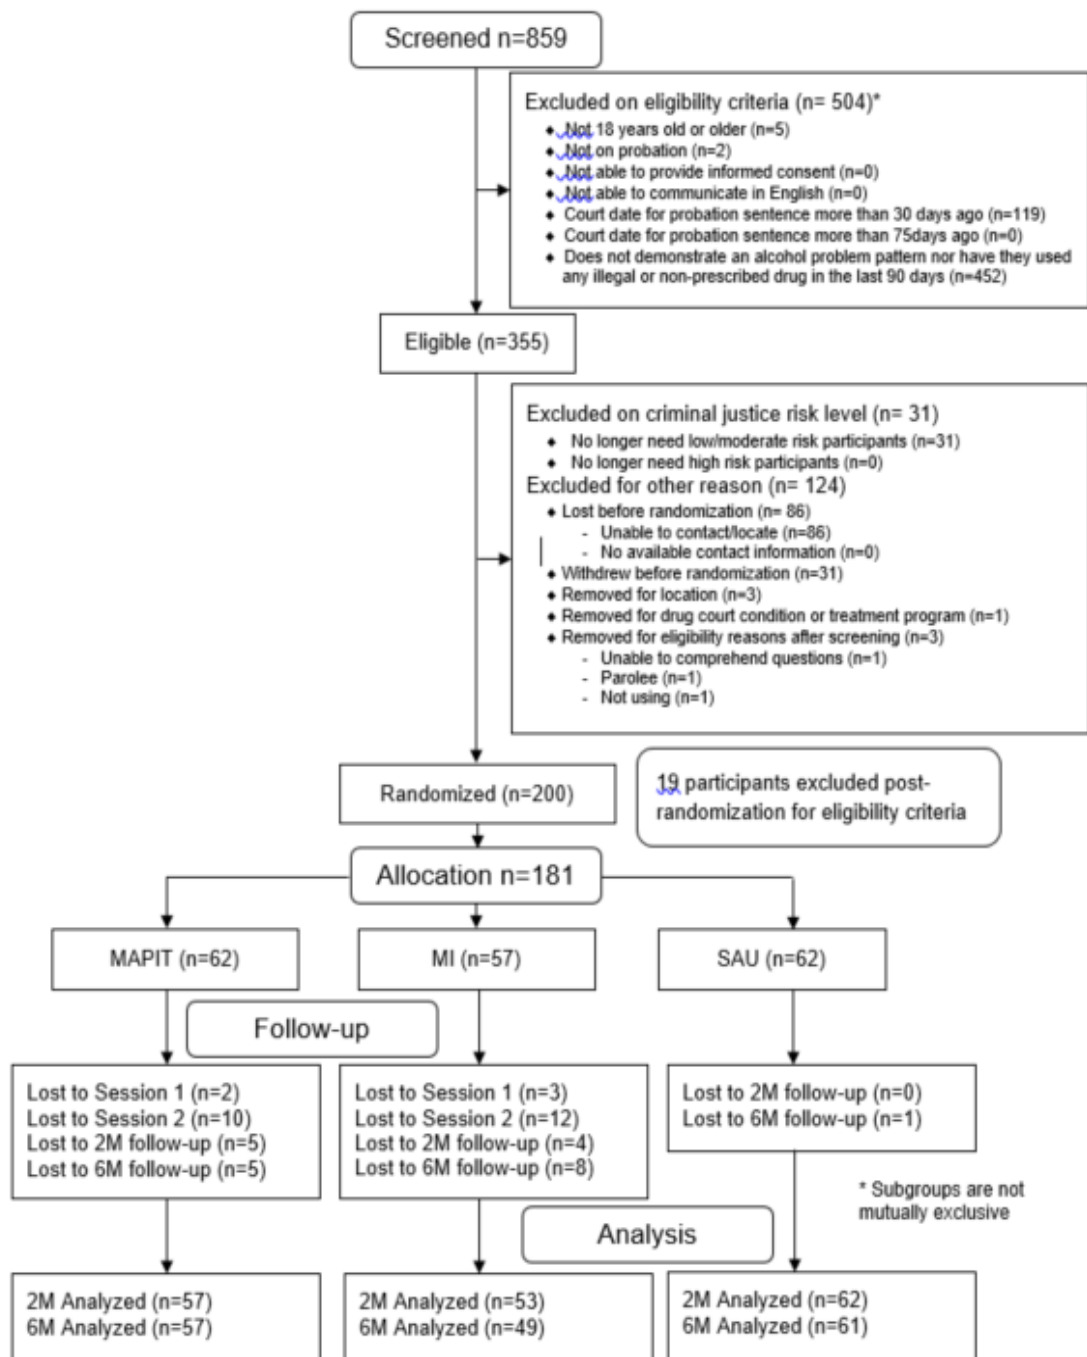 Screened n=859
Excluded on eligibility criteria (n= 504)*
♦ Not 18 years old or older (n=5)
♦ Not on probation (n=2)
♦ Not able to provide informed consent (n=0)
♦ Not able to communicate in English (n=0)
♦ Court date for probation sentence more than 30 days ago (n=119)
♦ Court date for probation sentence more than 75days ago (n=0)
♦ Does not demonstrate an alcohol problem pattern nor have they used
any illegal or non-prescribed drug in the last 90 days (n=452)
Eligible (n=355)
Excluded on criminal justice risk level (n= 31)
♦ No longer need low/moderate risk participants (n=31)
♦ No longer need high risk participants (n=0)
Excluded for other reason (n= 124)
♦ Lost before randomization (n= 86)
- Unable to contact/locate (n=86)
- No available contact information (n=0)
♦ Withdrew before randomization (n=31)
♦ Removed for location (n=3)
♦ Removed for drug court condition or treatment program (n=1)
♦ Removed for eligibility reasons after screening (n=3)
- Unable to comprehend questions (n=1)
- Parolee (n=1)
- Not using (n=1)
Randomized (n=200)
19 participants excluded post-
randomization for eligibility criteria
Allocation n=181
MAPIT (n=62)
MI (n=57)
SAU (n=62)
Follow-up
Lost to Session 1 (n=2)
Lost to Session 2 (n=10)
Lost to 2M follow-up (n=5)
Lost to 6M follow-up (n=5)
Lost to Session 1 (n=3)
Lost to Session 2 (n=12)
Lost to 2M follow-up (n=4)
Lost to 6M follow-up (n=8)
Lost to 2M follow-up (n=0)
Lost to 6M follow-up (n=1)
* Subgroups are not
mutually exclusive
Analysis
2M Analyzed (n=57)
6M Analyzed (n=57)
2M Analyzed (n=53)
6M Analyzed (n=49)
2M Analyzed (n=62)
6M Analyzed (n=61)